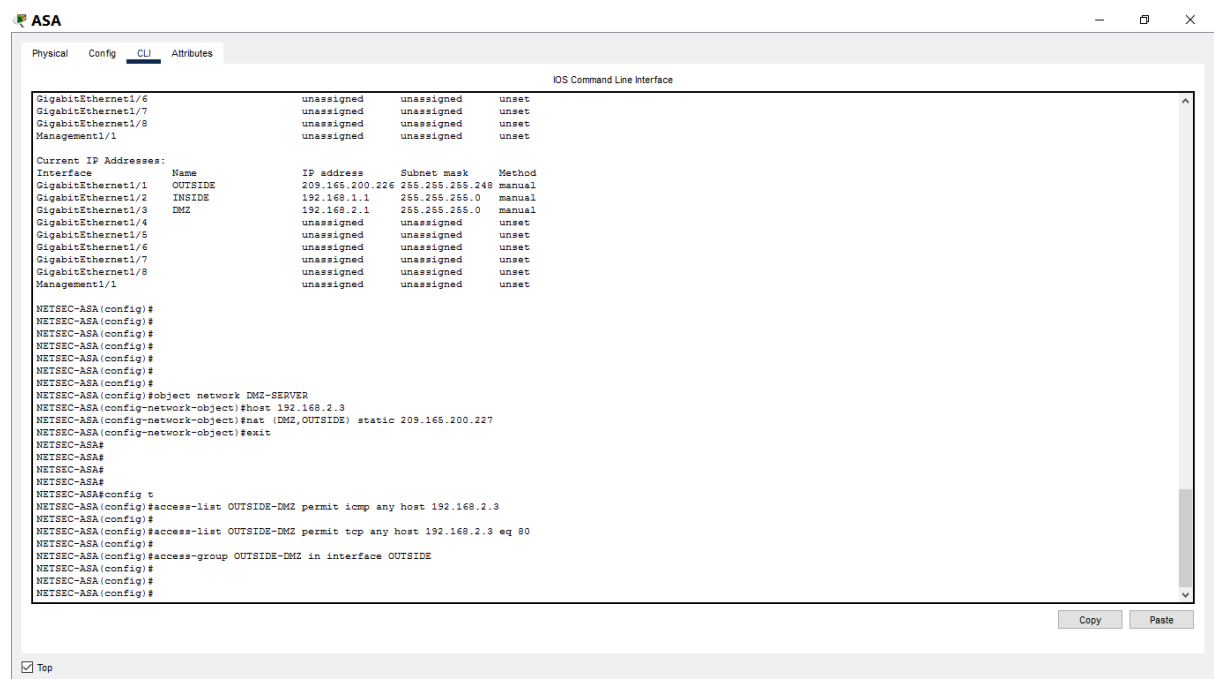 ASA
Physical Config CLI Attributes
IOS Command Line Interface
GigabitEthernet1/6 unassigned unassigned unset
GigabitEthernet1/7 unassigned unassigned unset
GigabitEthernet1/8 unassigned unassigned unset
Management1/1 unassigned unassigned unset
Current IP Addresses:
Interface Name IP address Subnet mask Method
GigabitEthernet1/1 OUTSIDE 209.165.200.226 255.255.255.248 manual
GigabitEthernet1/2 INSIDE 192.168.1.1 255.255.255.0 manual
GigabitEthernet1/3 DMZ 192.168.2.1 255.255.255.0 manual
GigabitEthernet1/4 unassigned unassigned unset
GigabitEthernet1/5 unassigned unassigned unset
GigabitEthernet1/6 unassigned unassigned unset
GigabitEthernet1/7 unassigned unassigned unset
GigabitEthernet1/8 unassigned unassigned unset
Management1/1 unassigned unassigned unset
NETSEC-ASA(config)#
NETSEC-ASA(config)#
NETSEC-ASA(config)#
NETSEC-ASA(config)#
NETSEC-ASA(config)#
NETSEC-ASA(config)#
NETSEC-ASA(config)#
NETSEC-ASA(config)#object network DMZ-SERVER
NETSEC-ASA(config-network-object)#host 192.168.2.3
NETSEC-ASA(config-network-object)#nat (DMZ,OUTSIDE) static 209.165.200.227
NETSEC-ASA(config-network-object)#exit
NETSEC-ASA#
NETSEC-ASA#
NETSEC-ASA#
NETSEC-ASA#
NETSEC-ASA#config t
NETSEC-ASA(config)#access-list OUTSIDE-DMZ permit icmp any host 192.168.2.3
NETSEC-ASA(config)#
NETSEC-ASA(config)#access-list OUTSIDE-DMZ permit tcp any host 192.168.2.3 eq 80
NETSEC-ASA(config)#
NETSEC-ASA(config)#access-group OUTSIDE-DMZ in interface OUTSIDE
NETSEC-ASA(config)#
NETSEC-ASA(config)#
NETSEC-ASA(config)#
Copy Paste
Top